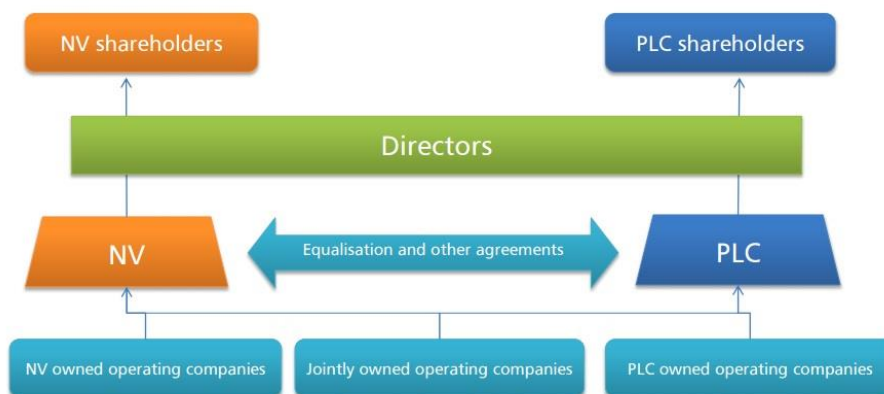 NV shareholders
PLC shareholders
Directors
NV
Equalisation and other agreements
PLC
NV owned operating companies
Jointly owned operating companies
PLC owned operating companies